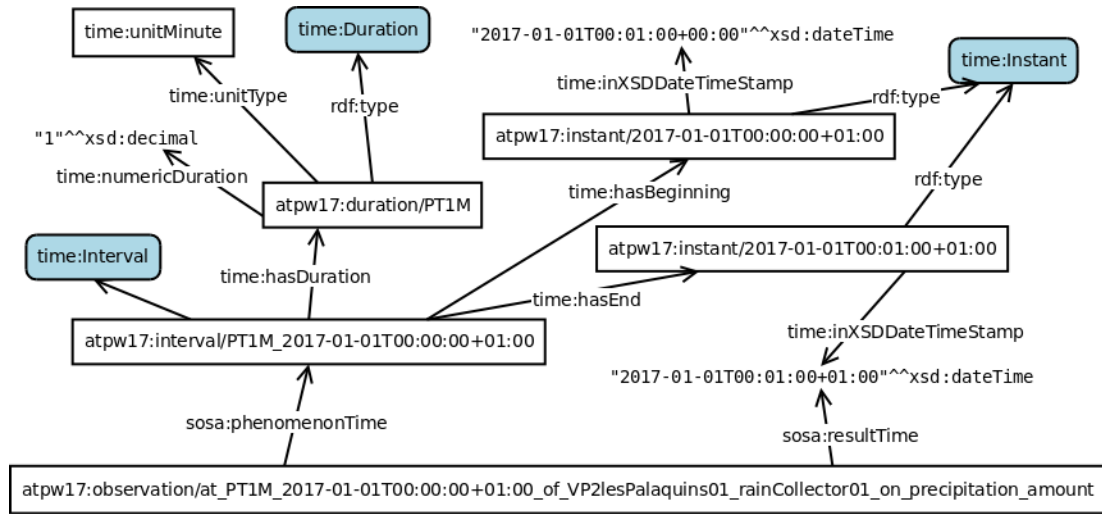 time:unitMinute
time:Duration
"2017-01-01T00:01:00+00:00"^^xsd:dateTime
time:Instant
time:unitType
rdf:type
time:inXSDDateTimeStamp
rdf:type
"1"^^xsd:decimal
atpw17:instant/2017-01-01T00:00:00+01:00
time:numericDuration
time:hasBeginning
rdf:type
atpw17:duration/PT1M
time:Interval
time:hasDuration
atpw17:instant/2017-01-01T00:01:00+01:00
time:hasEnd
atpw17:interval/PT1M_2017-01-01T00:00:00+01:00
time:inXSDDateTimeStamp
"2017-01-01T00:01:00+01:00"^^xsd:dateTime
sosa:phenomenonTime
sosa:resultTime
atpw17:observation/at_PT1M_2017-01-01T00:00:00+01:00_of_VP2lesPalaquins01_rainCollector01_on_precipitation_amount